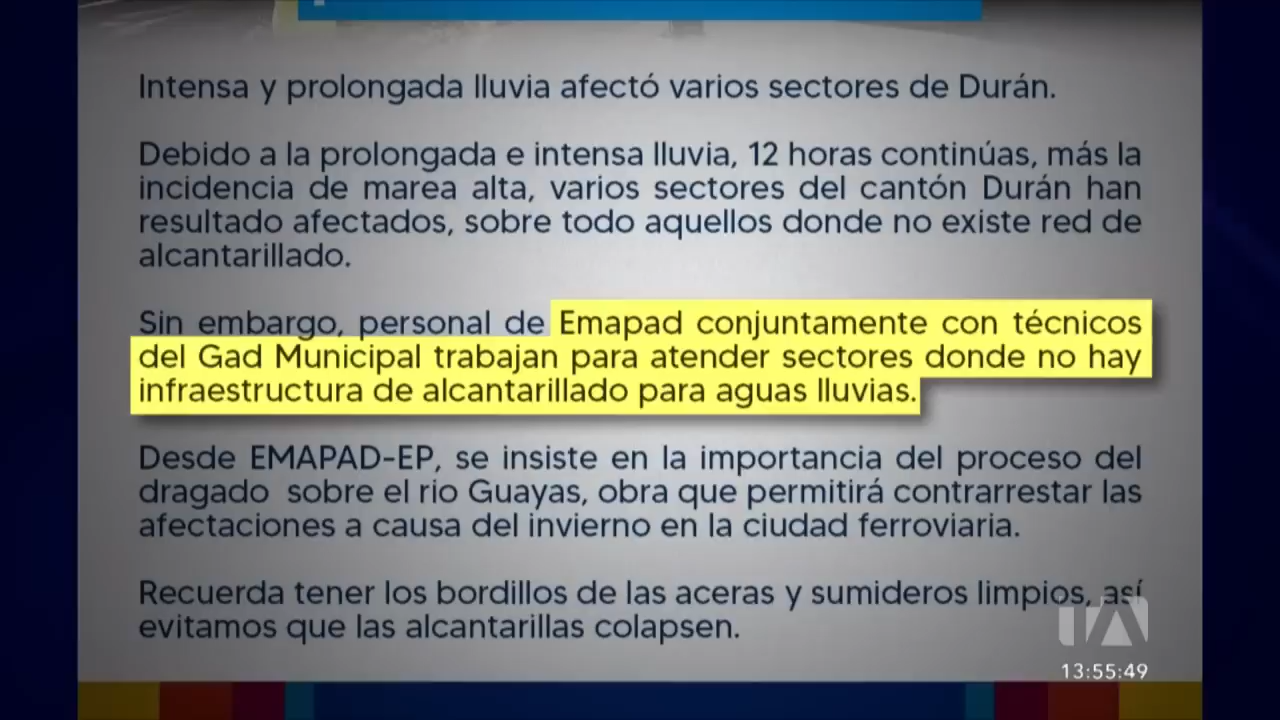 Intensa y prolongada lluvia afectó varios sectores de Durán.
Debido a la prolongada e intensa lluvia, 12 horas continúas, más la
incidencia de marea alta, varios sectores del cantón Durán han
resultado afectados, sobre todo aquellos donde no existe red de
alcantarillado.
Sin embargo, personal de Emapad conjuntamente con técnicos
del Gad Municipal trabajan para atender sectores donde no hay
infraestructura de alcantarillado para aguas lluvias.
Desde EMAPAD-EP, se insiste en la importancia del proceso del
dragado sobre el río Guayas, obra que permitirá contrarrestar las
afectaciones a causa del invierno en la ciudad ferroviaria.
Recuerda tener los bordillos de las aceras y sumideros limpios, así
evitamos que las alcantarillas colapsen.
13:55:49